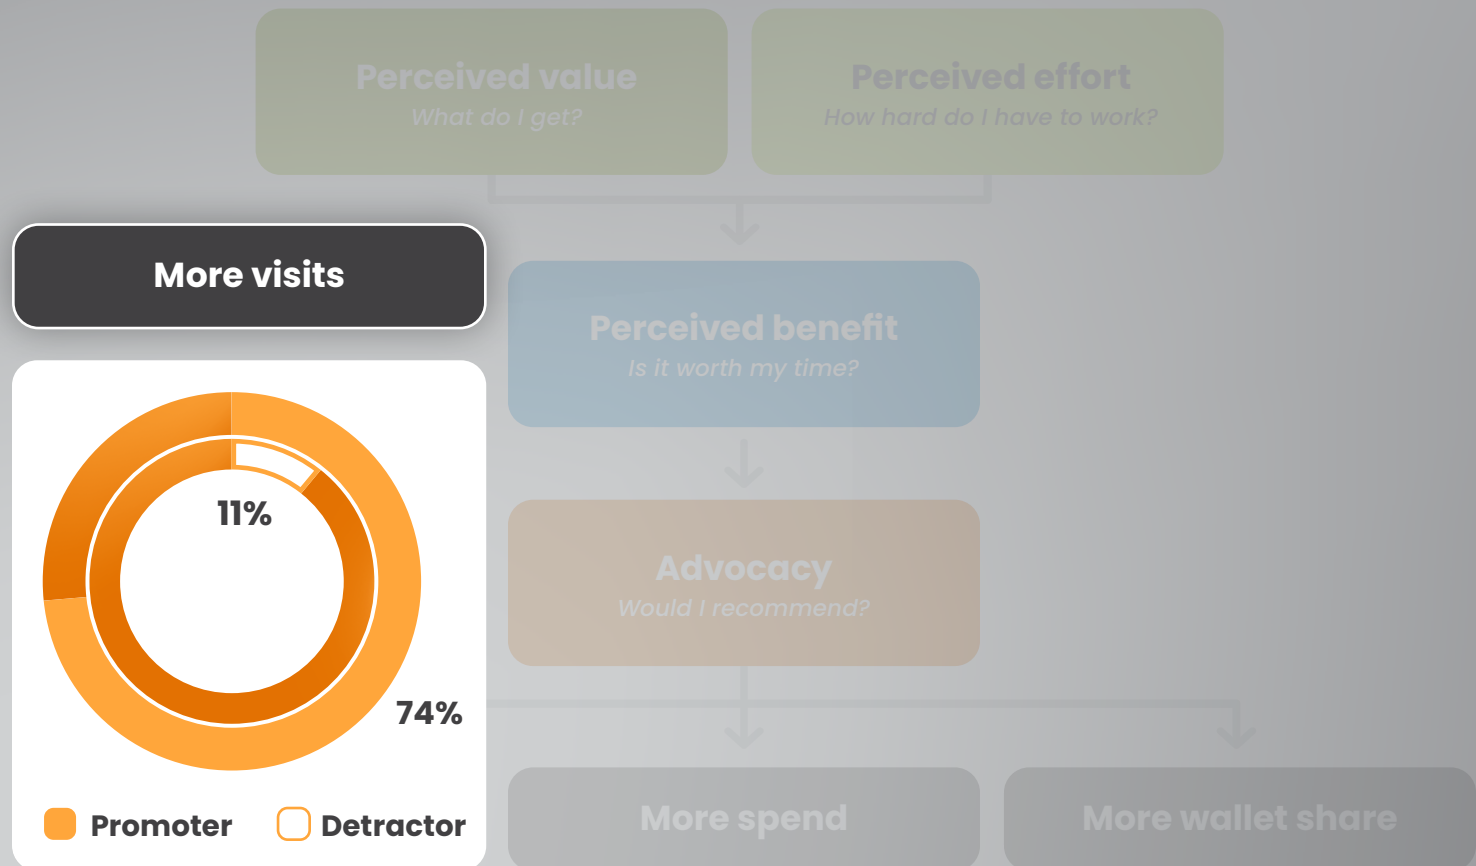 Perceived value
What do I get?
Perceived effort
How hard do I have to work?
More visits
Perceived benefit
Is it worth my time?
11%
74%
Promoter
Detractor
Advocacy
Would I recommend?
More spend
More wallet share